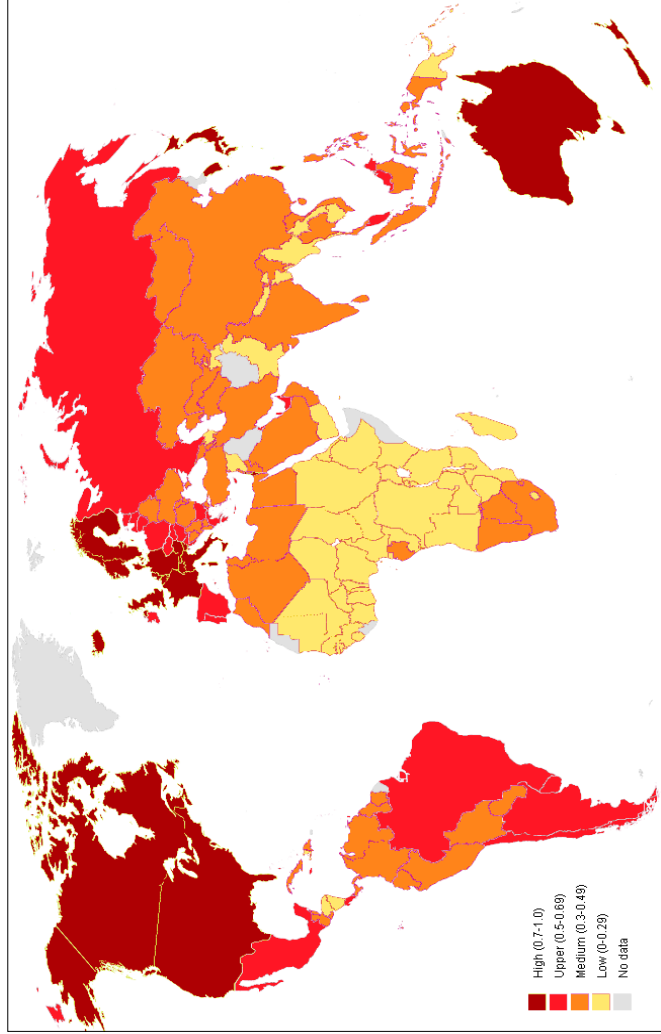 High (0.7-1.0)
Upper (0.5-0.69)
Medium (0.3-0.49)
Low (0-0.29)
No data